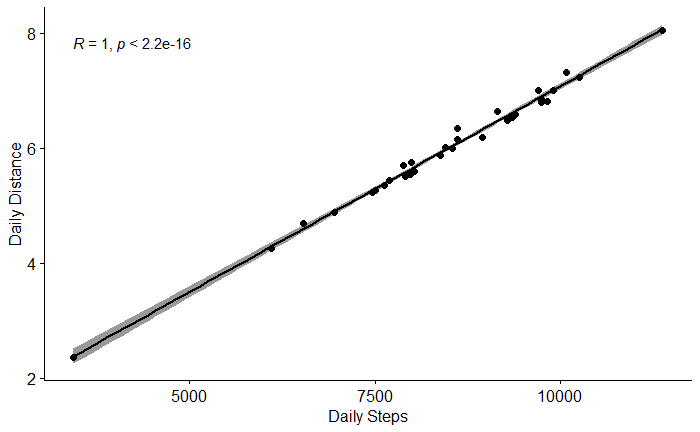 R = 1, p < 2.2e-16
8
6
4
2
Daily Distance
5000
7500
10000
Daily Steps